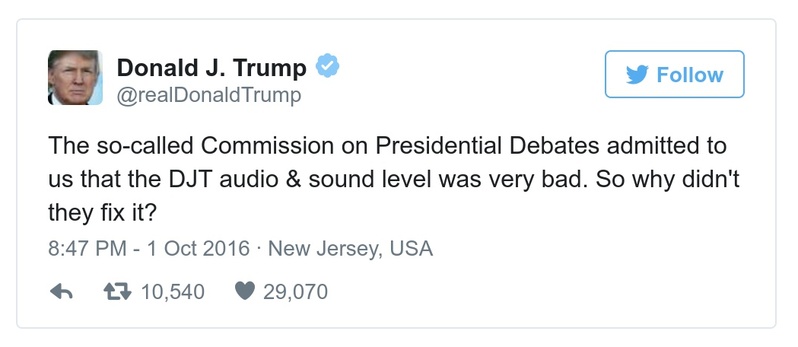 Donald J. Trump
@realDonaldTrump
Follow
The so-called Commission on Presidential Debates admitted to
us that the DJT audio & sound level was very bad. So why didn't
they fix it?
8:47 PM - 1 Oct 2016 · New Jersey, USA
10,540 29,070